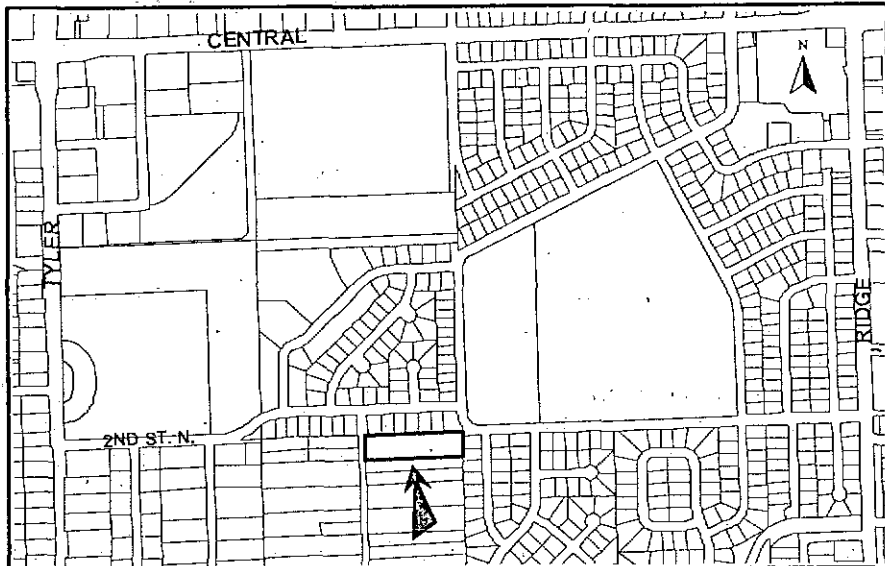 CENTRAL
N
TYLER
RIDGE
2ND ST. N.